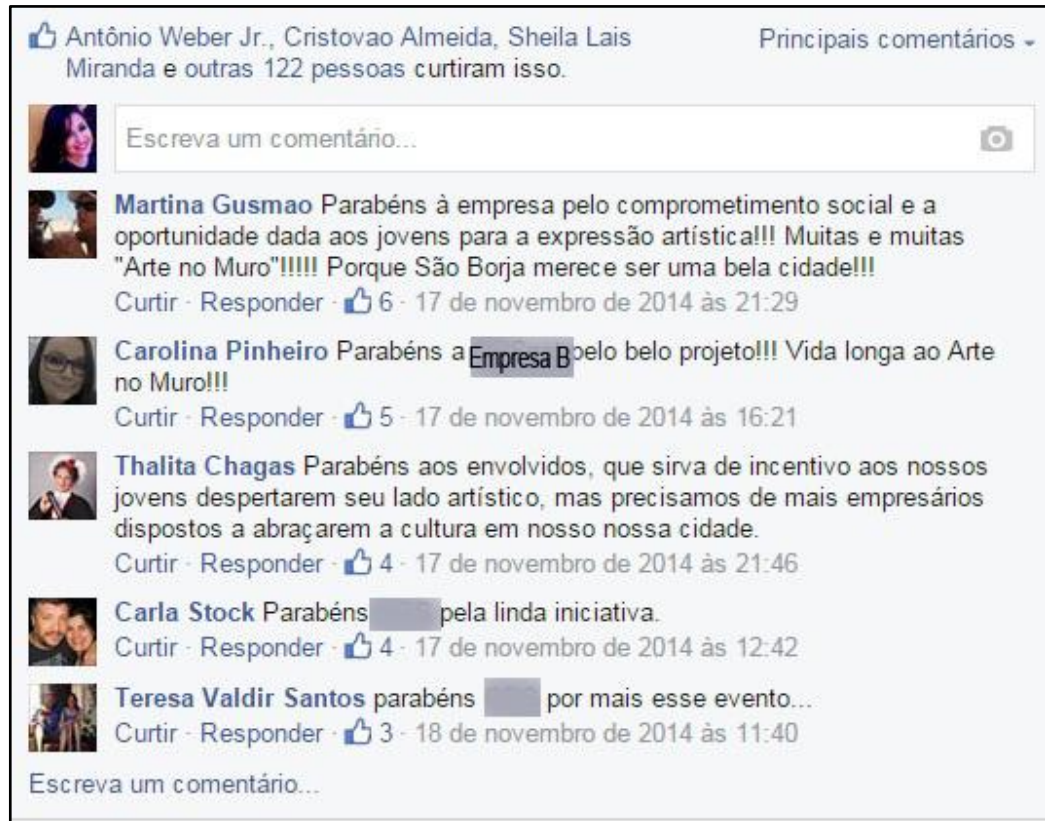 Antônio Weber Jr., Cristovao Almeida, Sheila Lais Principais comentários
Miranda e outras 122 pessoas curtiram isso.
Escreva um comentário...
Martina Gusmao Parabéns à empresa pelo comprometimento social e a
oportunidade dada aos jovens para a expressão artística!!! Muitas e muitas
"Arte no Muro"!!!!! Porque São Borja merece ser uma bela cidade!!!
Curtir · Responder · 6 · 17 de novembro de 2014 às 21:29
Carolina Pinheiro Parabéns a Empresa B pelo belo projeto!!! Vida longa ao Arte
no Muro!!!
Curtir · Responder · 5 · 17 de novembro de 2014 às 16:21
Thalita Chagas Parabéns aos envolvidos, que sirva de incentivo aos nossos
jovens despertarem seu lado artístico, mas precisamos de mais empresários
dispostos a abraçarem a cultura em nosso nossa cidade.
Curtir · Responder · 4 · 17 de novembro de 2014 às 21:46
Carla Stock Parabéns pela linda iniciativa.
Curtir · Responder · 4 · 17 de novembro de 2014 às 12:42
Teresa Valdir Santos parabéns por mais esse evento...
Curtir · Responder · 3 · 18 de novembro de 2014 às 11:40
Escreva um comentário...